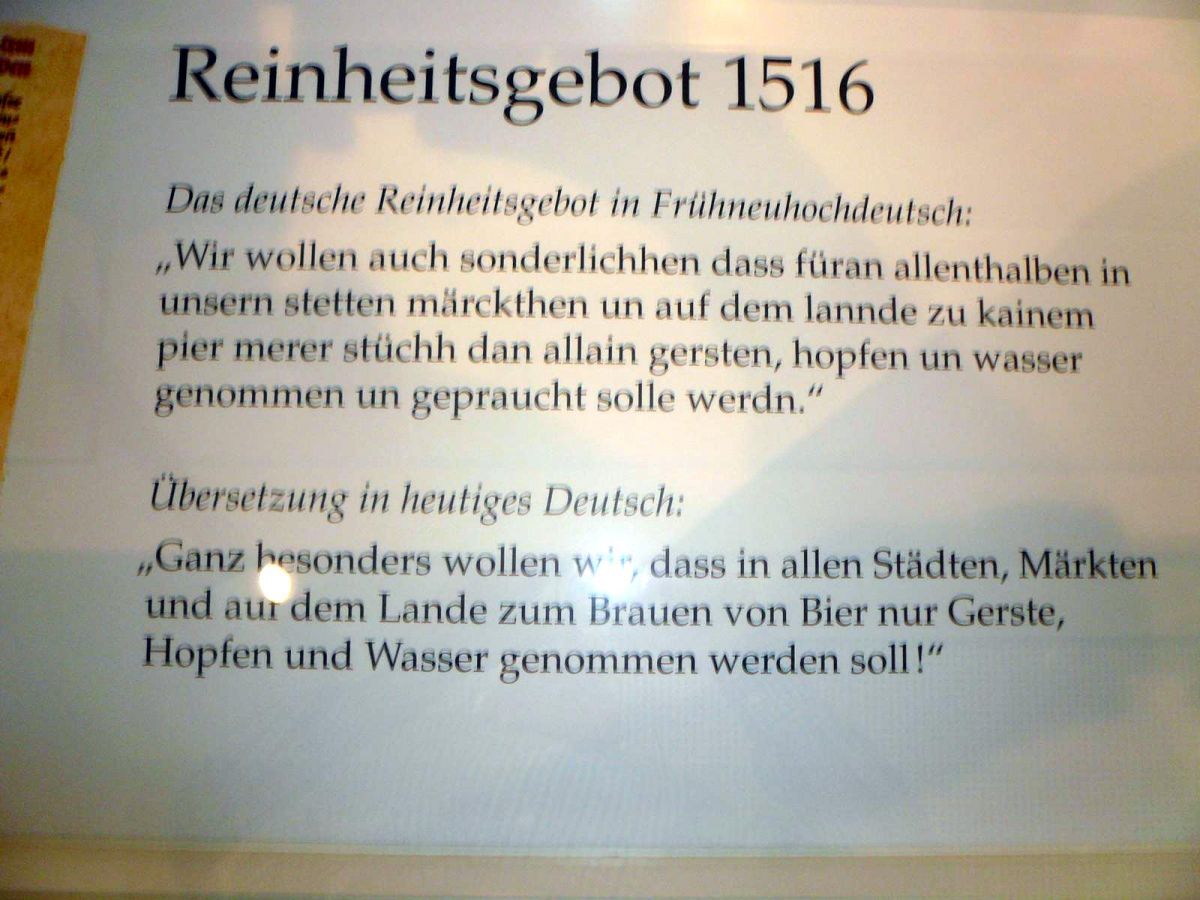 Reinheitsgebot 1516
Das deutsche Reinheitsgebot in Frühneuhochdeutsch:
„Wir wollen auch sonderlichhen dass füran allenthalben in
unsern stetten märckthen un auf dem lannde zu kainem
pier merer stüchh dan allain gersten, hopfen un wasser
genommen un gepraucht solle werdn.“
Übersetzung in heutiges Deutsch:
„Ganz besonders wollen wir, dass in allen Städten, Märkten
und auf dem Lande zum Brauen von Bier nur Gerste,
Hopfen und Wasser genommen werden soll!“